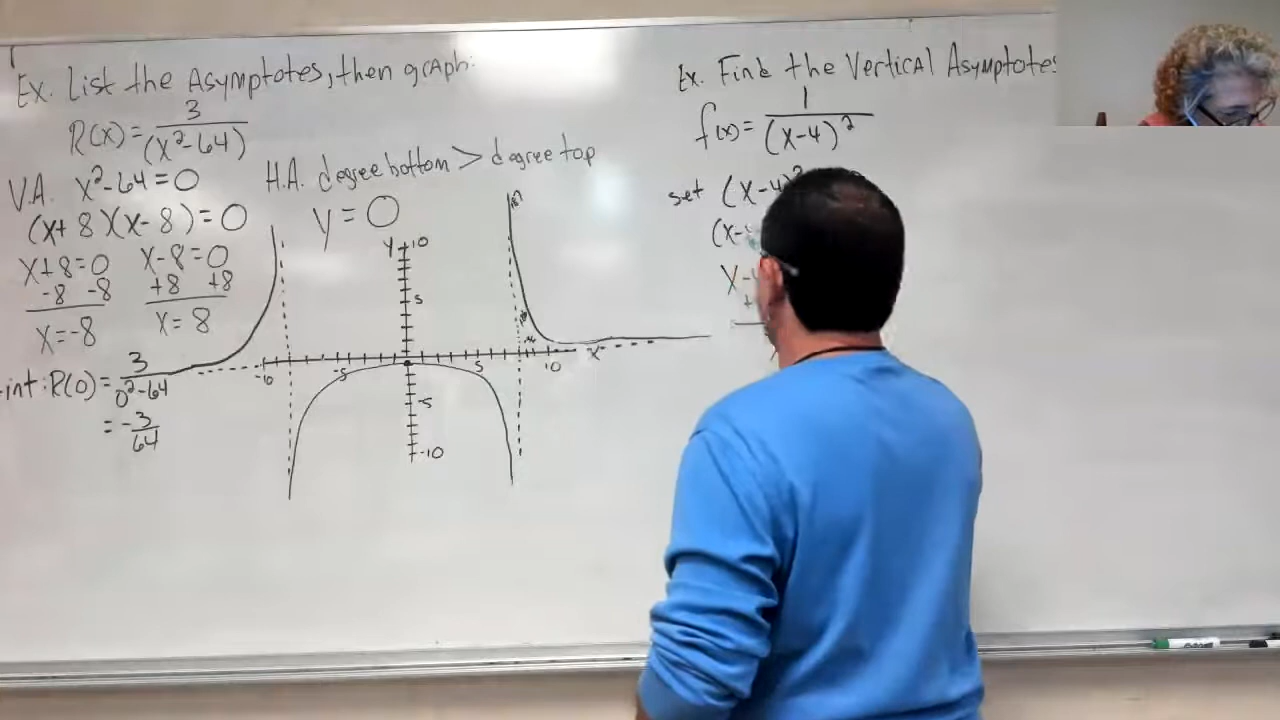 Ex. List the Asymptotes, then graph:
R(x) = 3/(x²-64)
V.A. x²-64=0
(x+8)(x-8)=0
x+8=0 x-8=0
-8 -8 +8 +8
x=-8 x=8
-int: R(0) = 3/(0²-64)
= -3/64
H.A. degree bottom > degree top
y=0
y 10
5
-10 -5 5 10 x
-5
-10
Ex. Find the Vertical Asymptotes
f(x) = 1/(x-4)²
set (x-4)
(x-
x-
+